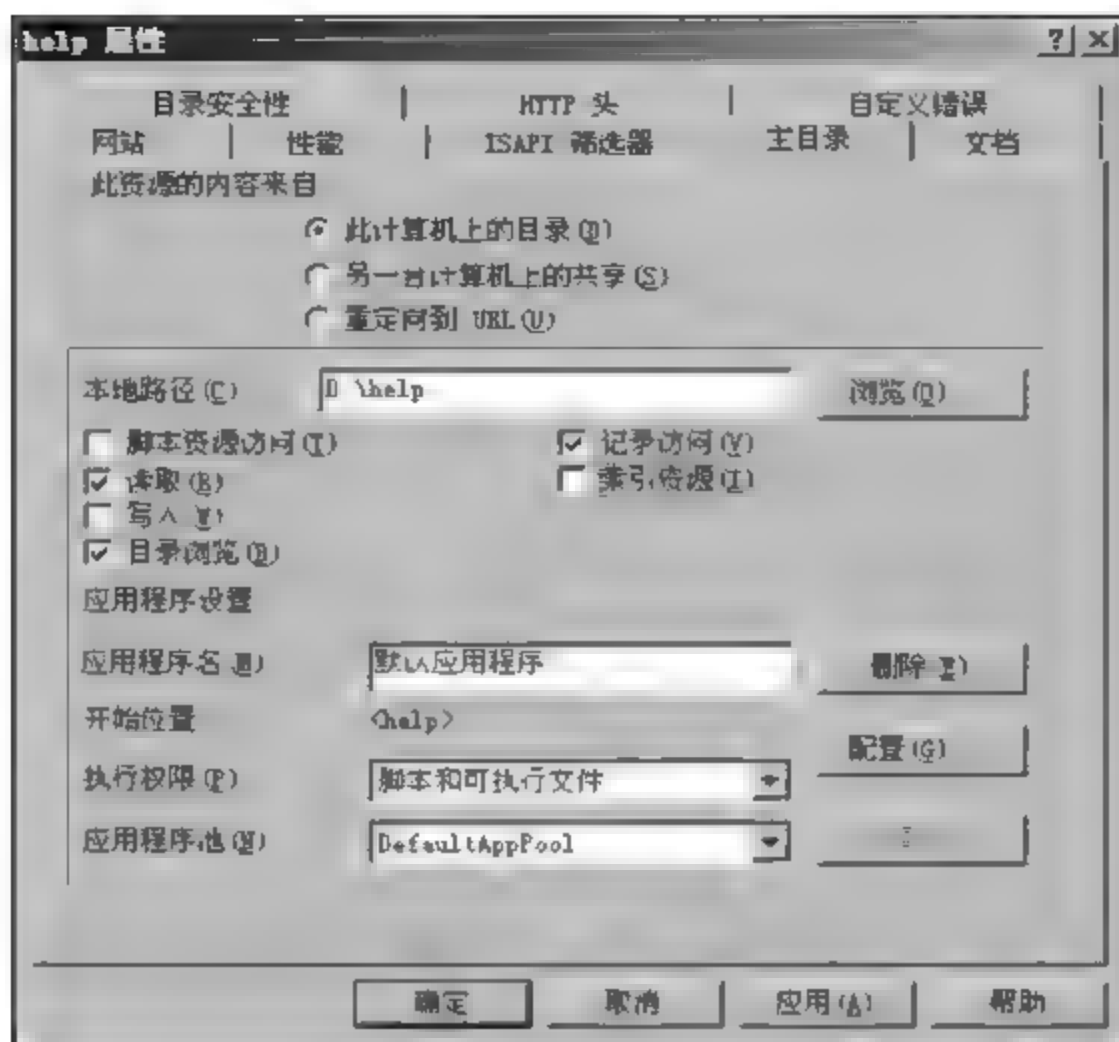 help 属性
目录安全性 HTTP 头 自定义错误
网站 性能 ISAPI 筛选器 主目录 文档
此资源的内容来自
此计算机上的目录(D)
另一台计算机上的共享(S)
重定向到 URL(U)
本地路径(C) D \help 浏览(O)
脚本资源访问(T) 记录访问(V)
读取(R) 索引资源(I)
写入 W)
目录浏览(B)
应用程序设置
应用程序名 M) 默认应用程序 删除 E)
开始位置 <help>
配置(G)
执行权限(P) 脚本和可执行文件
应用程序池(N) DefaultAppPool
确定 取消 应用(A) 帮助